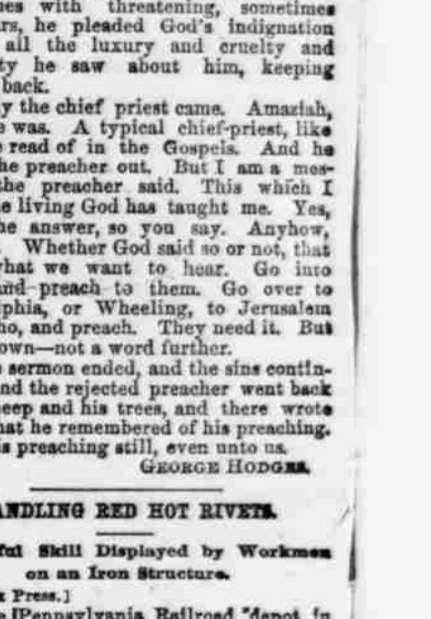 nes with threatening, sometimes
rs, he pleaded God's indignation
all the luxury and cruelty and
ty he saw about him, keeping
back.
y the chief priest came. Amaziah,
e was. A typical chief-priest, like
read of in the Gospels. And he
he preacher out. But I am a mes-
the preacher said. This which I
e living God has taught me. Yes,
he answer, so you say. Anyhow,
Whether God said so or not, that
what we want to hear. Go into
and preach to them. Go over to
lphia, or Wheeling, to Jerusalem
ho, and preach. They need it. But
own—not a word further.
sermon ended, and the sins contin-
nd the rejected preacher went back
heep and his trees, and there wrote
hat he remembered of his preaching.
is preaching still, even unto us.
GEORGE HODGES.
ANDLING RED HOT RIVETS.
ful Skill Displayed by Workmen
on an Iron Structure.
Press.]
e Pennsylvania Railroad depot in